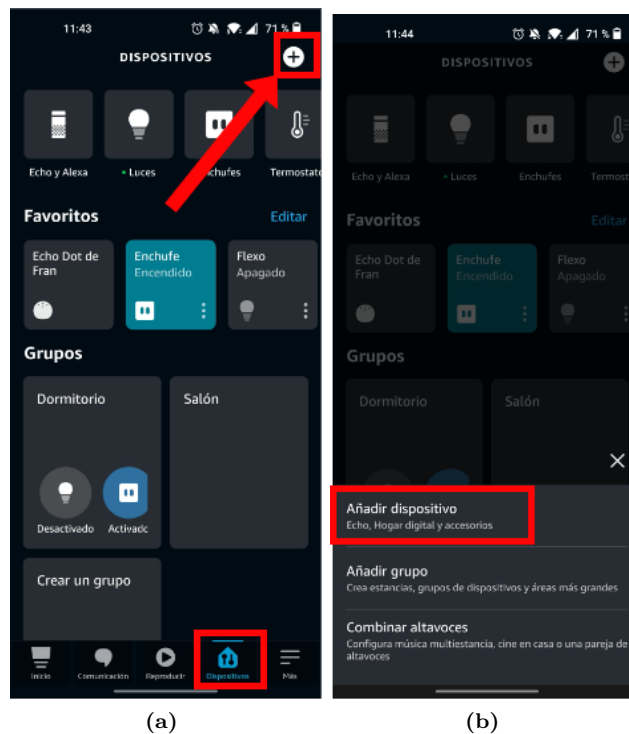 11:43
71 %
DISPOSITIVOS
Echo y Alexa
Luces
chufes
Termostato
Favoritos
Editar
Echo Dot de
Fran
Enchufe
Encendido
Flexo
Apagado
Grupos
Dormitorio
Salón
Desactivado
Activadc
Crear un grupo
Inicio
Comunicación
Reproducir
Dispositivos
Más
(a)
11:44
71 %
DISPOSITIVOS
Echo y Alexa
Luces
Enchufes
Termost
Favoritos
Editar
Echo Dot de
Fran
Enchufe
Encendido
Flexo
Apagado
Grupos
Dormitorio
Salón
Añadir dispositivo
Echo, Hogar digital y accesorios
Añadir grupo
Crea estancias, grupos de dispositivos y áreas más grandes
Combinar altavoces
Configura música multiestancia, cine en casa o una pareja de
altavoces
(b)